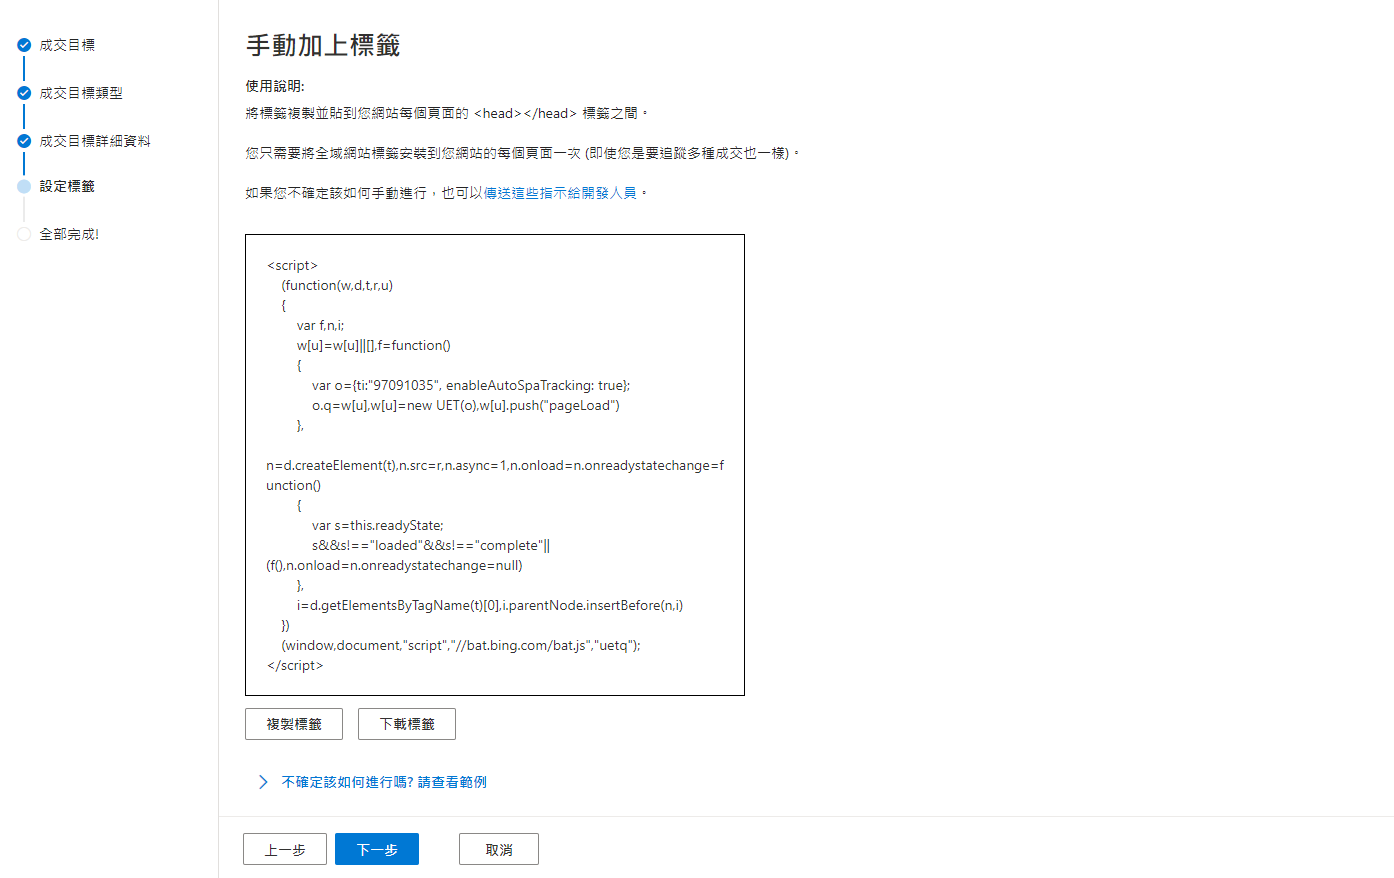 成交目標
成交目標類型
成交目標詳細資料
設定標籤
全部完成!
手動加上標籤
使用說明:
將標籤複製並貼到您網站每個頁面的 <head></head> 標籤之間。
您只需要將全域網站標籤安裝到您網站的每個頁面一次 (即使您是要追蹤多種成交也一樣)。
如果您不確定該如何手動進行，也可以傳送這些指示給開發人員。
<script>
(function(w,d,t,r,u)
{
var f,n,i;
w[u]=w[u]||[],f=function()
{
var o={ti:"97091035", enableAutoSpaTracking: true};
o.q=w[u],w[u]=new UET(o),w[u].push("pageLoad")
},
n=d.createElement(t),n.src=r,n.async=1,n.onload=n.onreadystatechange=f
unction()
{
var s=this.readyState;
s&&s!=="loaded"&&s!=="complete"||
(f(),n.onload=n.onreadystatechange=null)
},
i=d.getElementsByTagName(t)[0],i.parentNode.insertBefore(n,i)
})
(window,document,"script","//bat.bing.com/bat.js","uetq");
</script>
複製標籤
下載標籤
不確定該如何進行嗎? 請查看範例
上一步
下一步
取消